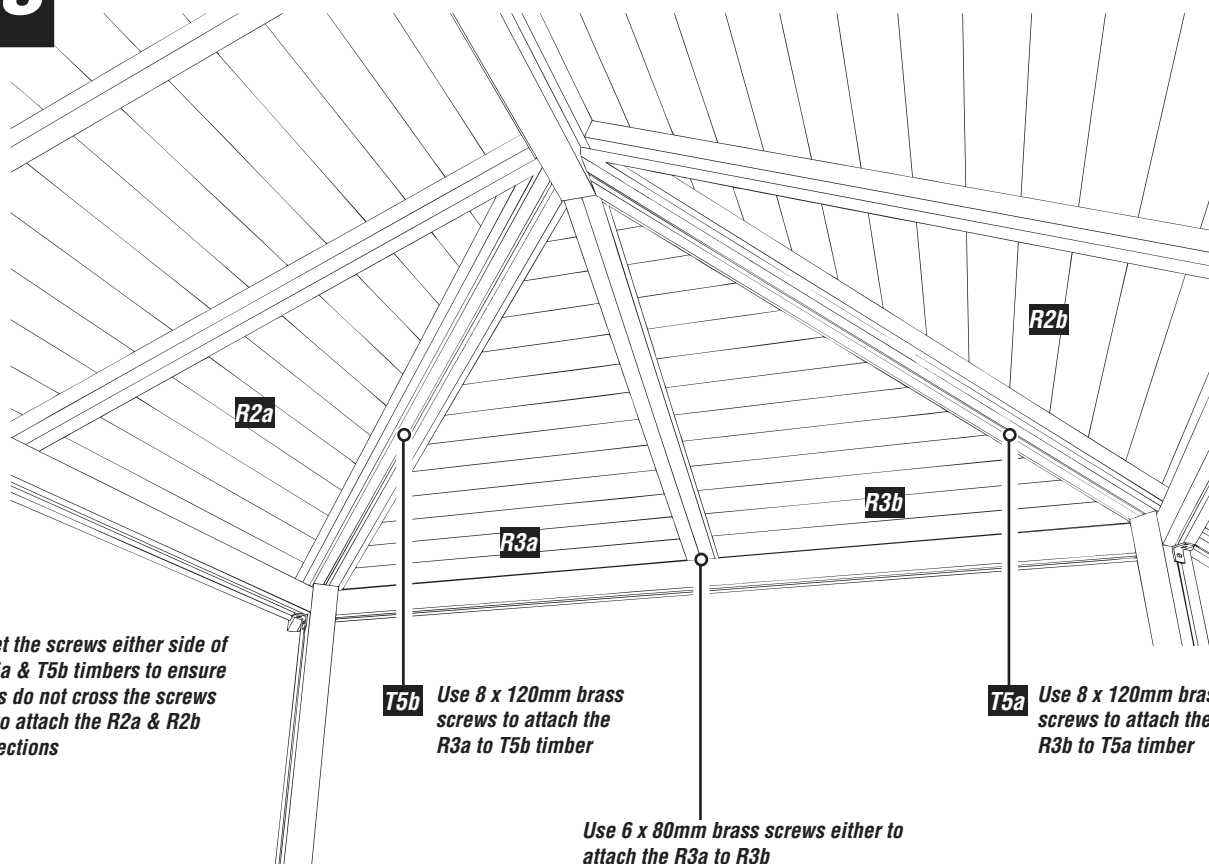 R2b
R2a
R3b
R3a
et the screws either side of
& T5b timbers to ensure
s do not cross the screws
to attach the R2a & R2b
ections
T5b
Use 8 x 120mm brass
screws to attach the
R3a to T5b timber
T5a
Use 8 x 120mm bras
screws to attach the
R3b to T5a timber
Use 6 x 80mm brass screws either to
attach the R3a to R3b